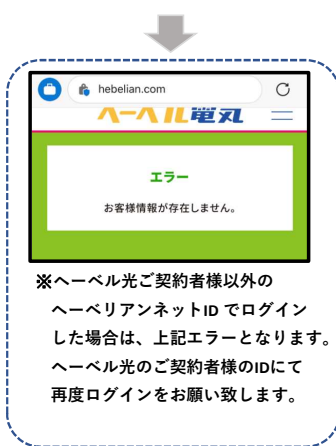 hebelian.com
ヘーベル電気
エラー
お客様情報が存在しません。
※ヘーベル光ご契約者様以外の
ヘーベリアンネットID でログイン
した場合は、上記エラーとなります。
ヘーベル光のご契約者様のIDにて
再度ログインをお願い致します。